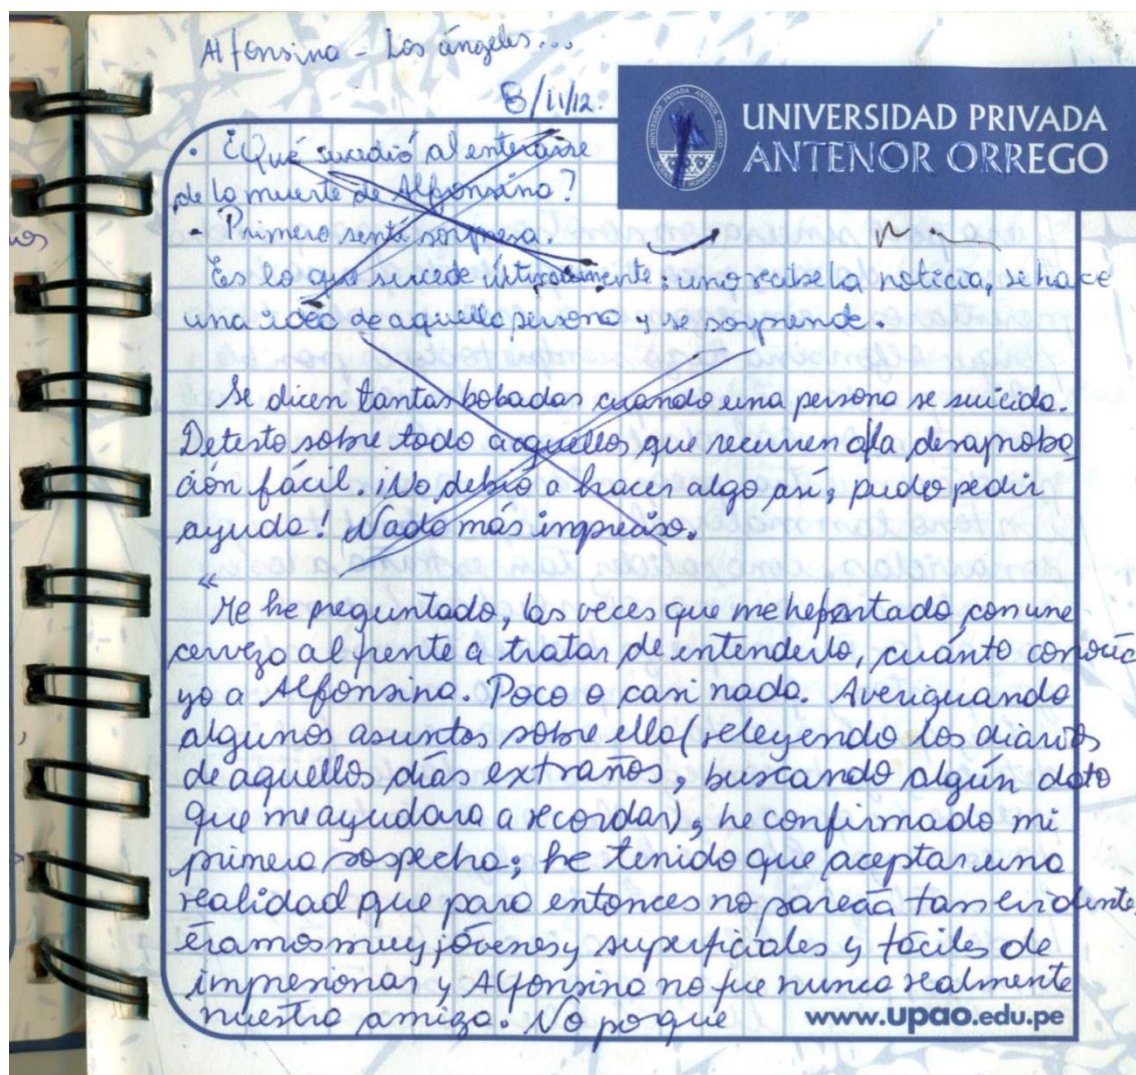 Alfonsina - Los ángeles...
8/11/12.
UNIVERSIDAD PRIVADA
ANTENOR ORREGO
• ¿Qué sucedió al enterarse
de la muerte de Alfonsina?
- Primero sentí sorpresa.
Es lo que sucede : uno recibe la noticia, se hace
una idea de aquella persona y se sorprende.
Se dicen tantas bobadas cuando una persona se suicida.
Detesto sobre todo a aquellos que recurren a la desaproba
ción fácil. ¡No debió a hacer algo así, pudo pedir
ayuda! Nada más impreciso.
"Me he preguntado, las veces que me he sentado con una
cerveza al frente a tratar de entenderlo, cuánto conocí
yo a Alfonsina. Poco o casi nada. Averiguando
algunos asuntos sobre ella (releyendo los diarios
de aquellos días extraños, buscando algún dato
que me ayudara a recordar), he confirmado mi
primera sospecha; he tenido que aceptar una
realidad que para entonces no parecía tan evidente:
éramos muy jóvenes y superficiales y fáciles de
impresionar y Alfonsina no fue nunca realmente
nuestra amiga. No porque
www.upao.edu.pe